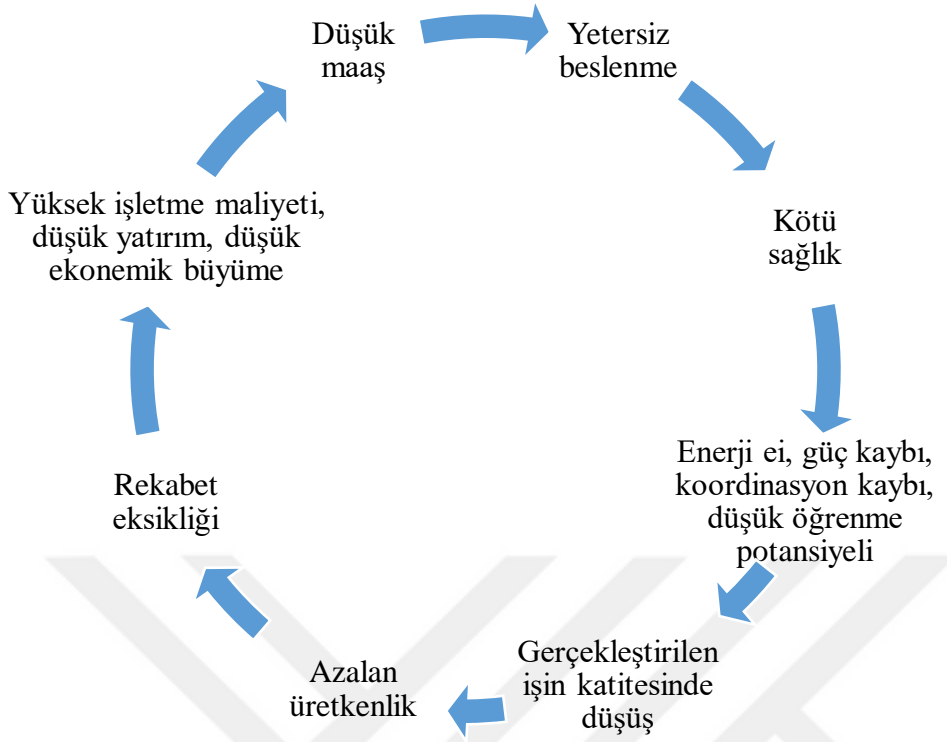 Düşük
maaş
Yetersiz
beslenme
Kötü
sağlık
Enerji ei, güç kaybı,
koordinasyon kaybı,
düşük öğrenme
potansiyeli
Gerçekleştirilen
işin katitesinde
düşüş
Azalan
üretkenlik
Rekabet
eksikliği
Yüksek işletme maliyeti,
düşük yatırım, düşük
ekonomik büyüme